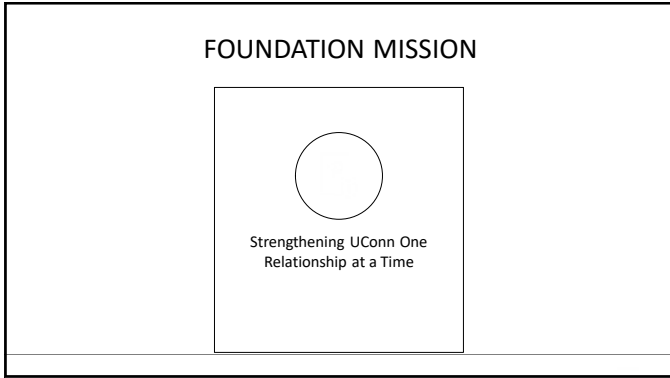 FOUNDATION MISSION
Strengthening UConn One
Relationship at a Time